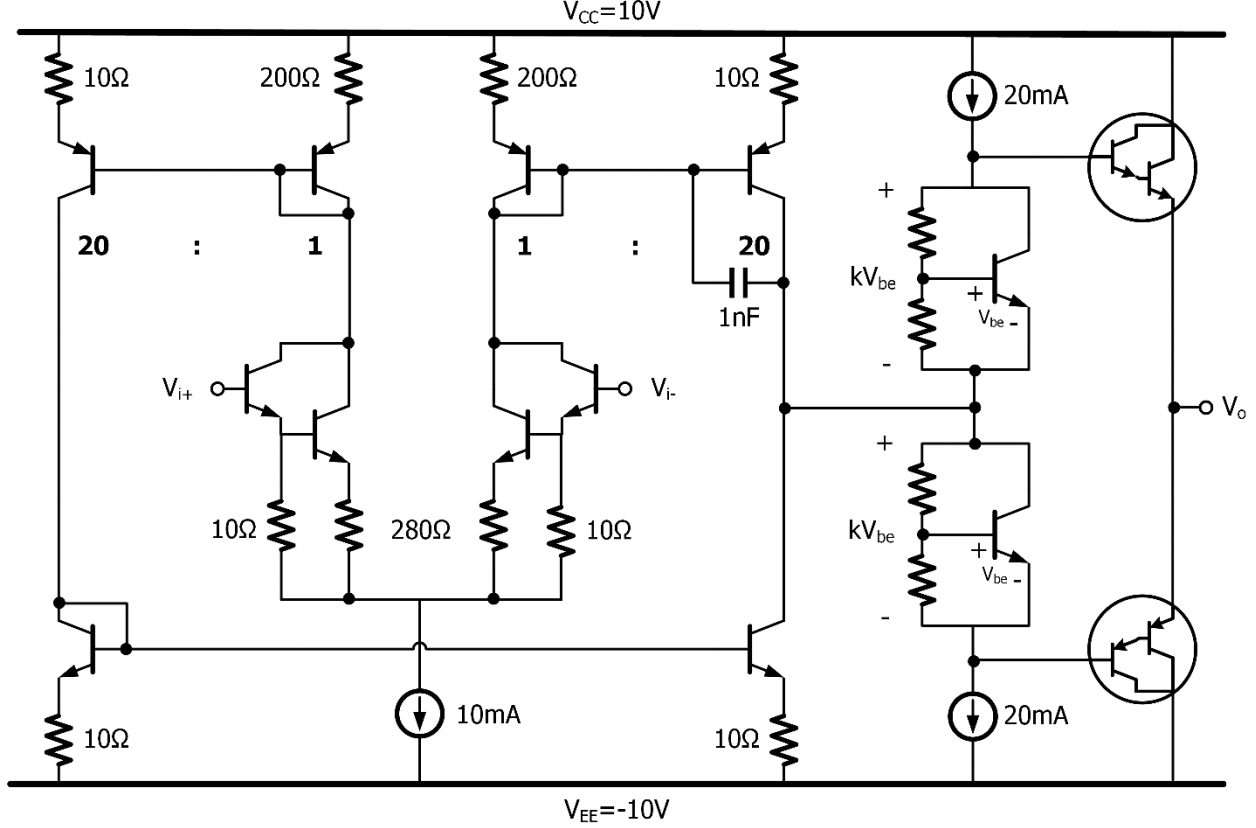 V_CC=10V
10Ω
200Ω
200Ω
10Ω
20mA
20 : 1
1 : 20
+
kV_be
-
+
V_be -
1nF
V_i+
V_i-
V_o
10Ω
280Ω
10Ω
+
kV_be
-
+
V_be -
10mA
20mA
10Ω
10Ω
V_EE=-10V